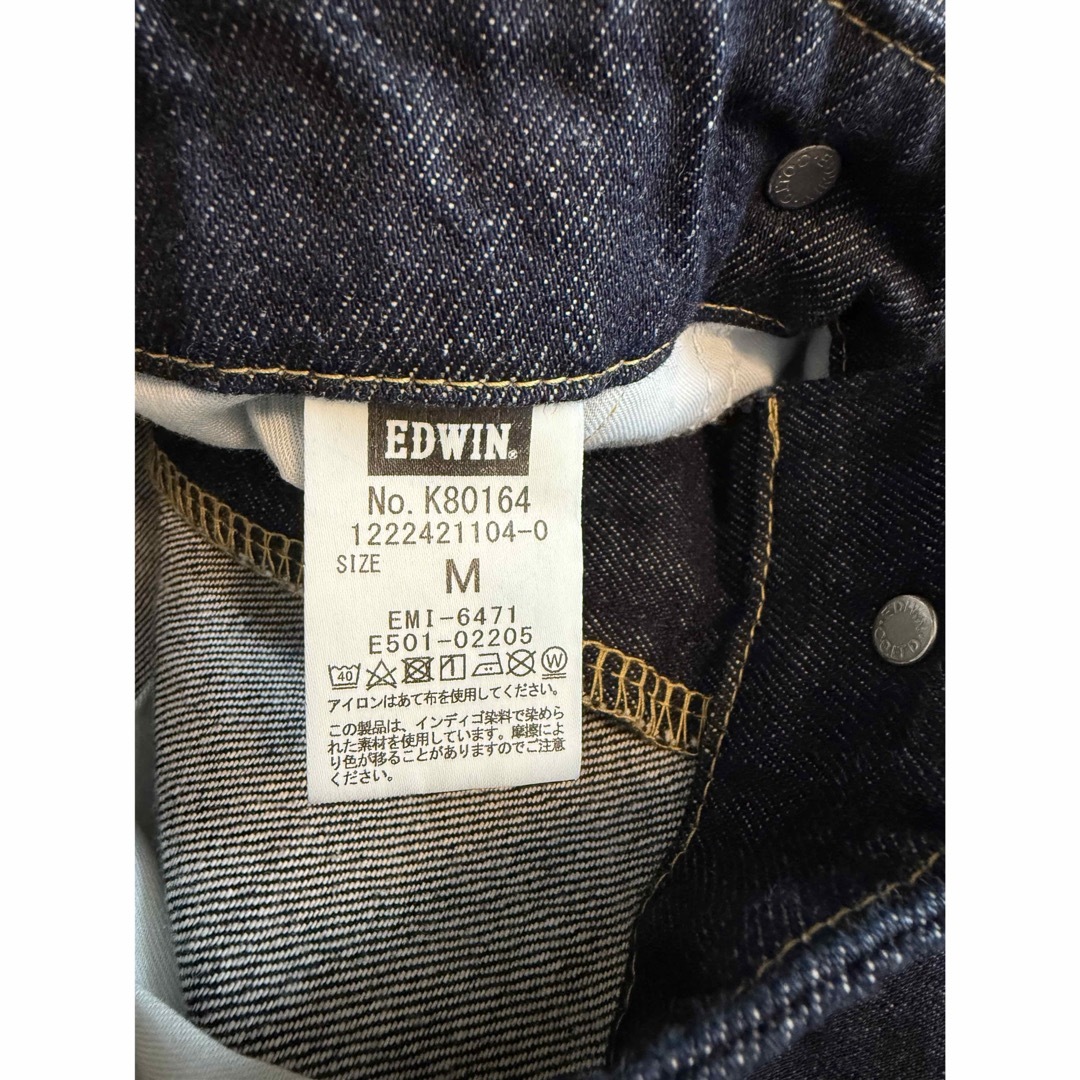 EDWIN®
No. K80164
1222421104-0
SIZE
M
EMI-6471
E501-02205
40 W
アイロンはあて布を使用してください。
この製品は、インディゴ染料で染めら
れた素材を使用しています。摩擦によ
り色が移ることがありますのでご注意
ください。